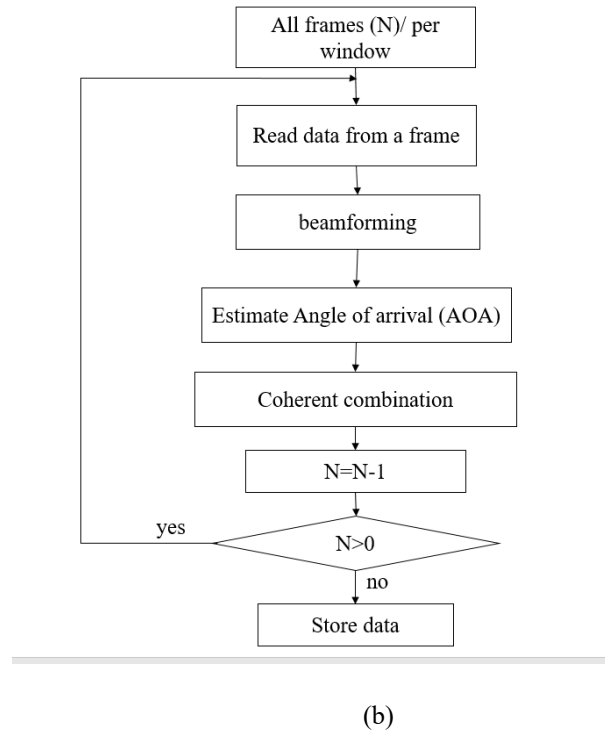 All frames (N)/ per
window
Read data from a frame
beamforming
Estimate Angle of arrival (AOA)
Coherent combination
N=N-1
yes
N>0
no
Store data
(b)